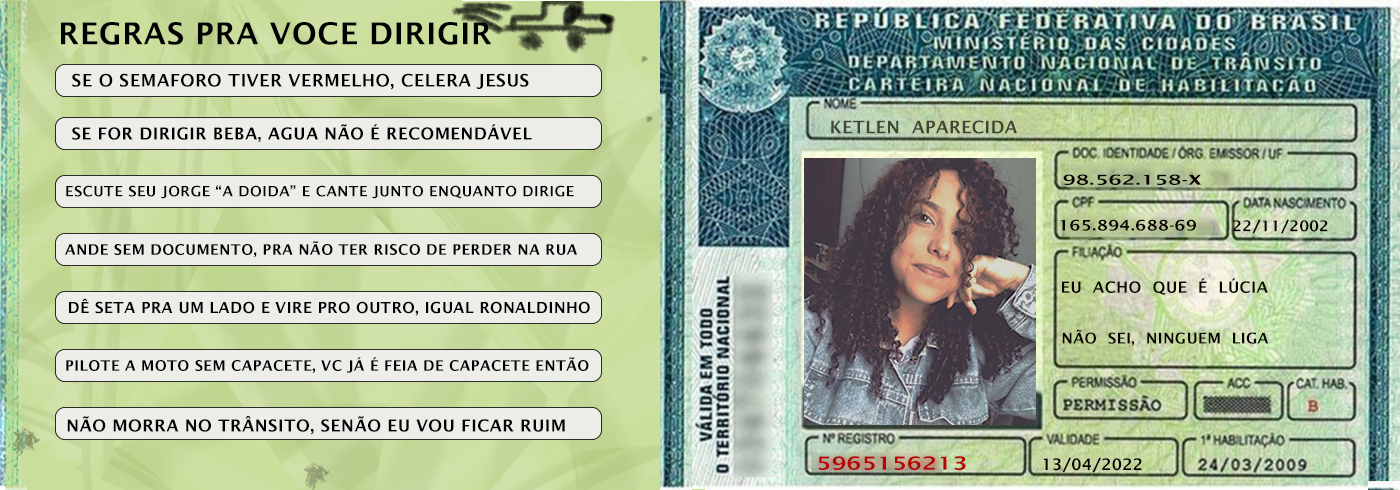 REGRAS PRA VOCE DIRIGIR
SE O SEMAFORO TIVER VERMELHO, CELERA JESUS
SE FOR DIRIGIR BEBA, AGUA NÃO É RECOMENDÁVEL
ESCUTE SEU JORGE “A DOIDA” E CANTE JUNTO ENQUANTO DIRIGE
ANDE SEM DOCUMENTO, PRA NÃO TER RISCO DE PERDER NA RUA
DÊ SETA PRA UM LADO E VIRE PRO OUTRO, IGUAL RONALDINHO
PILOTE A MOTO SEM CAPACETE, VC JÁ É FEIA DE CAPACETE ENTÃO
NÃO MORRA NO TRÂNSITO, SENÃO EU VOU FICAR RUIM
REPÚBLICA FEDERATIVA DO BRASIL
MINISTÉRIO DAS CIDADES
DEPARTAMENTO NACIONAL DE TRÂNSITO
CARTEIRA NACIONAL DE HABILITAÇÃO
NOME
KETLEN APARECIDA
DOC. IDENTIDADE / ÓRG. EMISSOR / UF
98.562.158-X
CPF
165.894.688-69
DATA NASCIMENTO
22/11/2002
FILIAÇÃO
EU ACHO QUE É LÚCIA
NÃO SEI, NINGUEM LIGA
PERMISSÃO
PERMISSÃO
ACC
CAT. HAB.
B
Nº REGISTRO
5965156213
VALIDADE
13/04/2022
1ª HABILITAÇÃO
24/03/2009
VÁLIDA EM TODO
O TERRITÓRIO NACIONAL